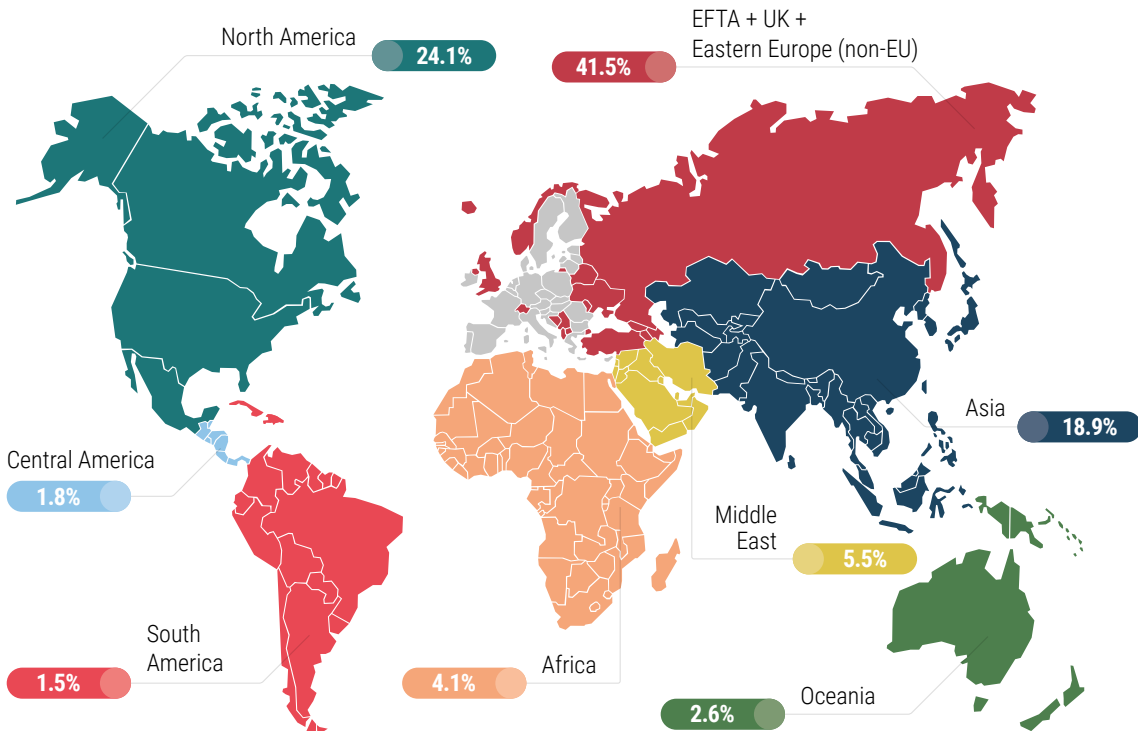 North America
24.1%
EFTA + UK +
Eastern Europe (non-EU)
41.5%
Asia
18.9%
Central America
1.8%
Middle
East
5.5%
South
America
1.5%
Africa
4.1%
Oceania
2.6%